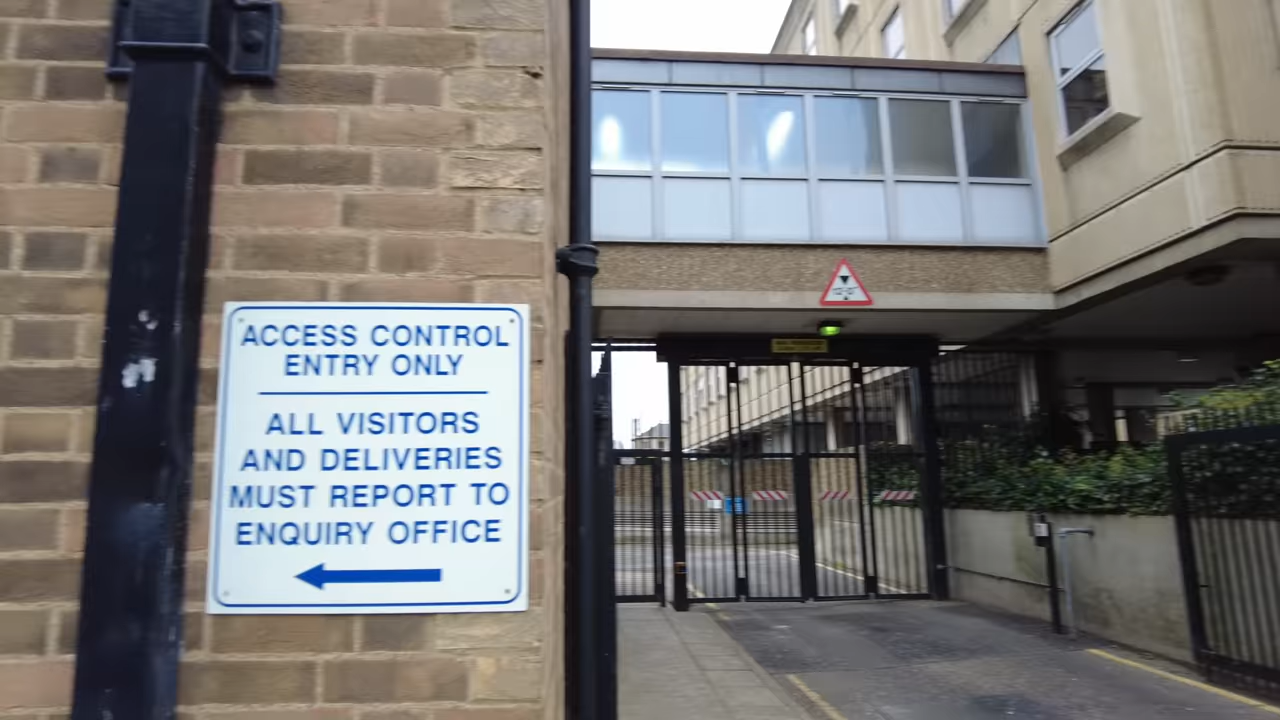 ACCESS CONTROL
ENTRY ONLY
ALL VISITORS
AND DELIVERIES
MUST REPORT TO
ENQUIRY OFFICE